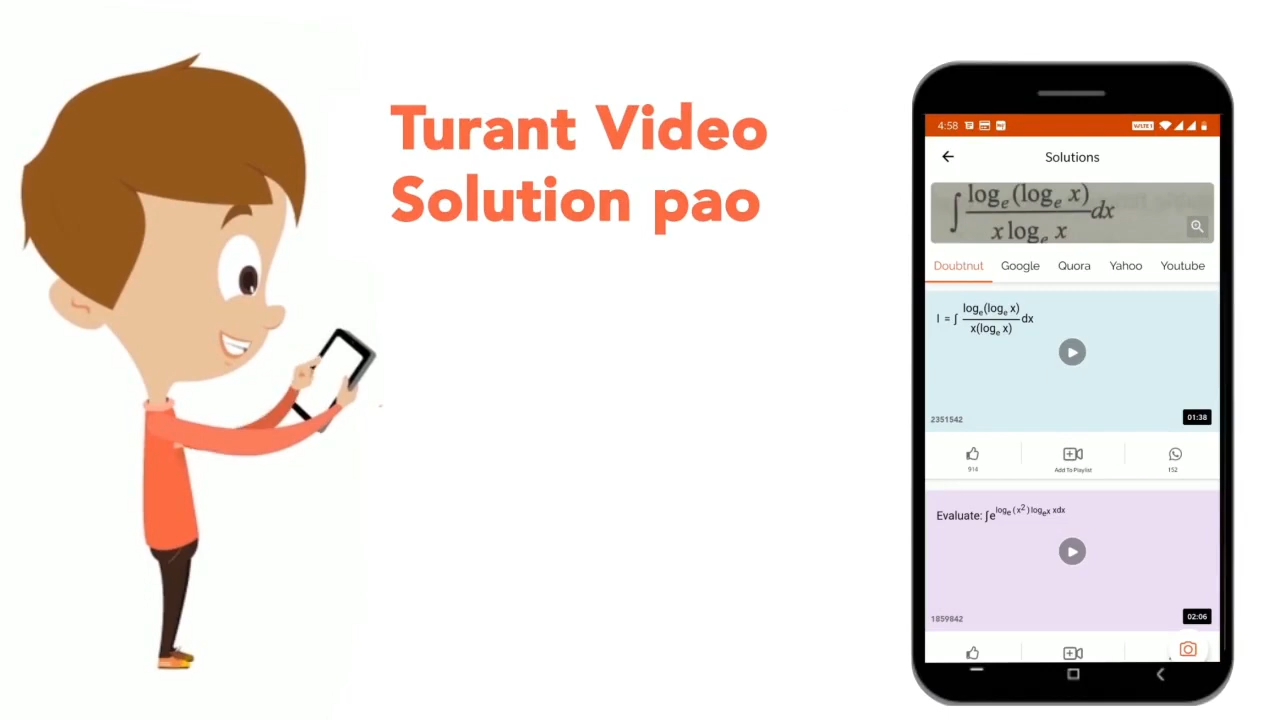 Turant Video
Solution pao
4:58
VoLTE1
Solutions
∫ logₑ(logₑ x) / x logₑ x dx
Doubtnut Google Quora Yahoo Youtube
I = ∫ logₑ(logₑ x) / x(logₑ x) dx
2351542
01:38
914 Add To Playlist 152
Evaluate: ∫e^logₑ(x²)logₑx xdx
1859842
02:06